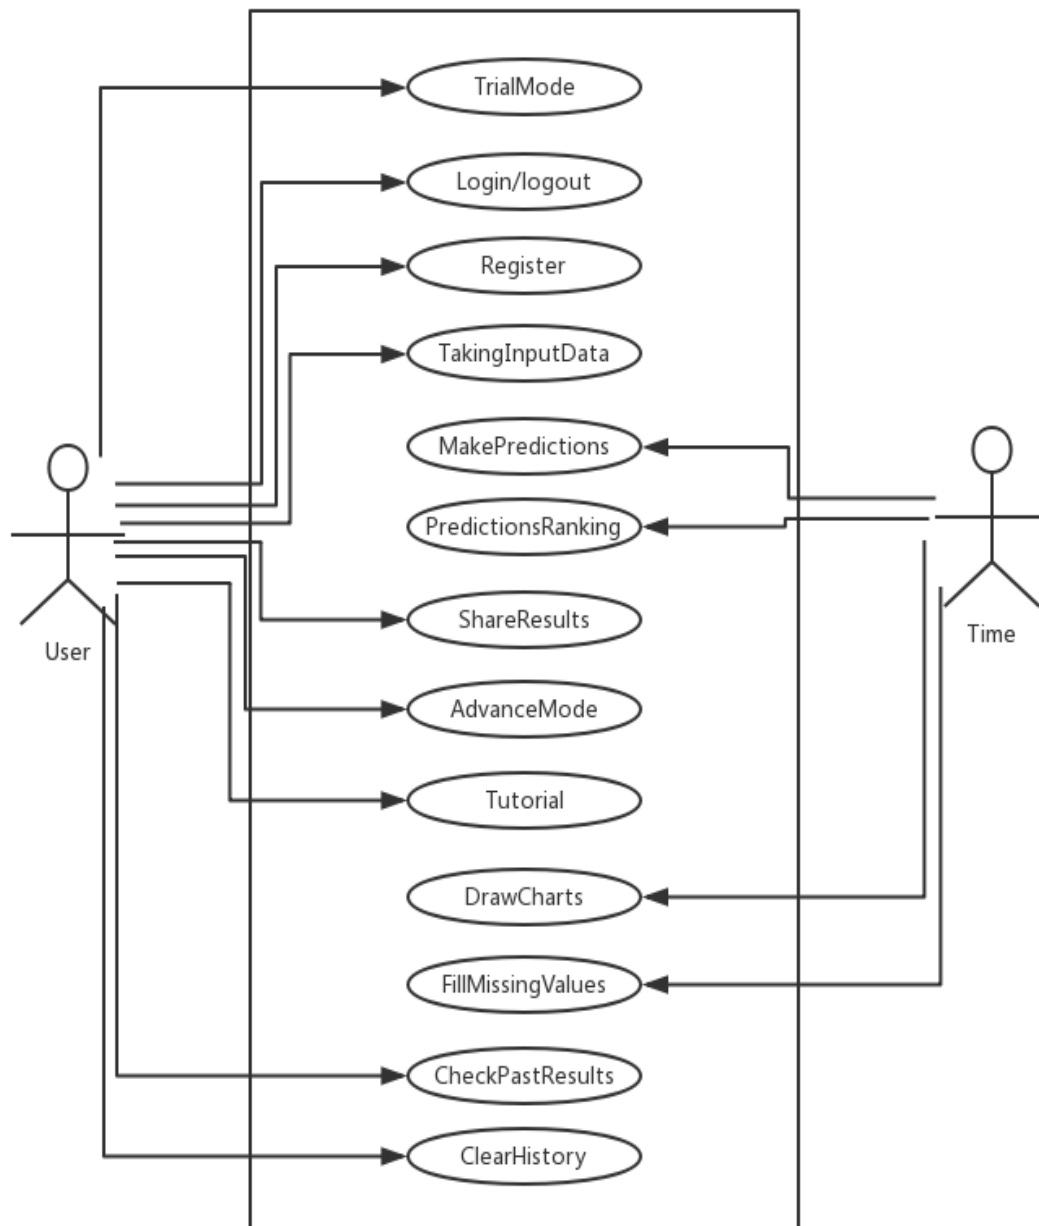 TrialMode
Login/logout
Register
TakingInputData
MakePredictions
PredictionsRanking
ShareResults
User
Time
AdvanceMode
Tutorial
DrawCharts
FillMissingValues
CheckPastResults
ClearHistory